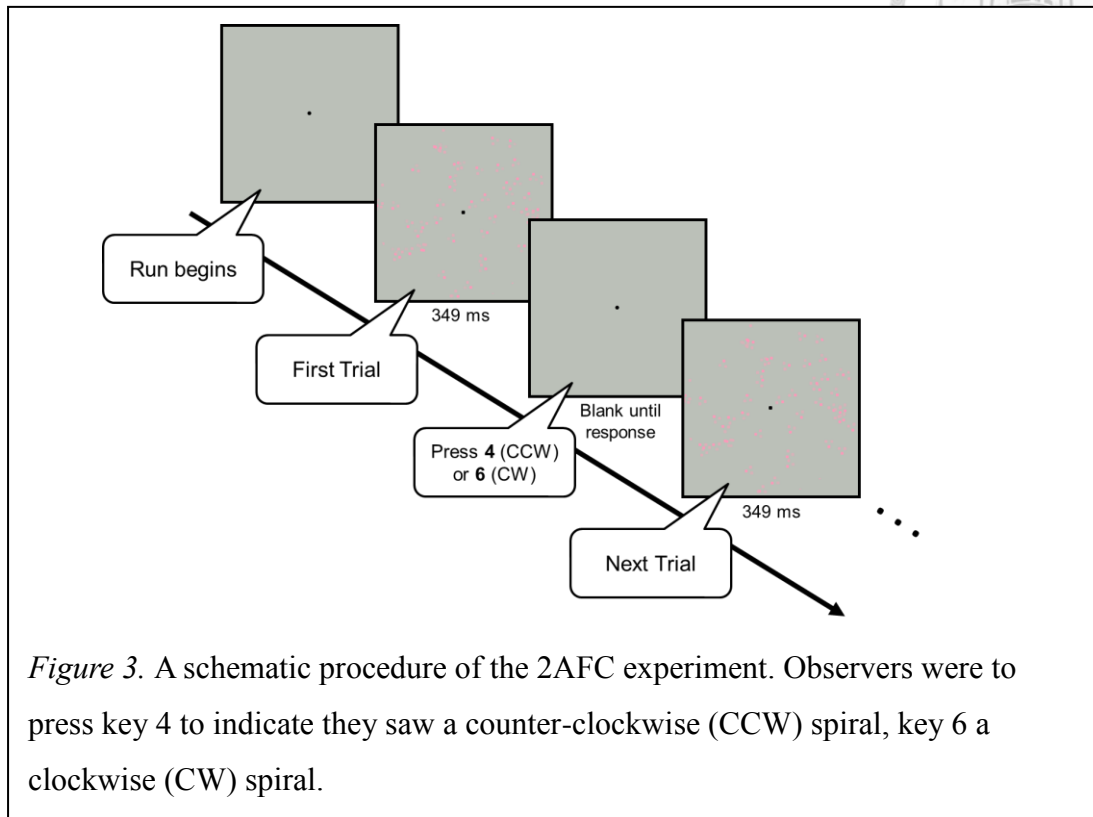 Run begins
349 ms
First Trial
Blank until
response
Press 4 (CCW)
or 6 (CW)
349 ms
Next Trial
Figure 3. A schematic procedure of the 2AFC experiment. Observers were to
press key 4 to indicate they saw a counter-clockwise (CCW) spiral, key 6 a
clockwise (CW) spiral.